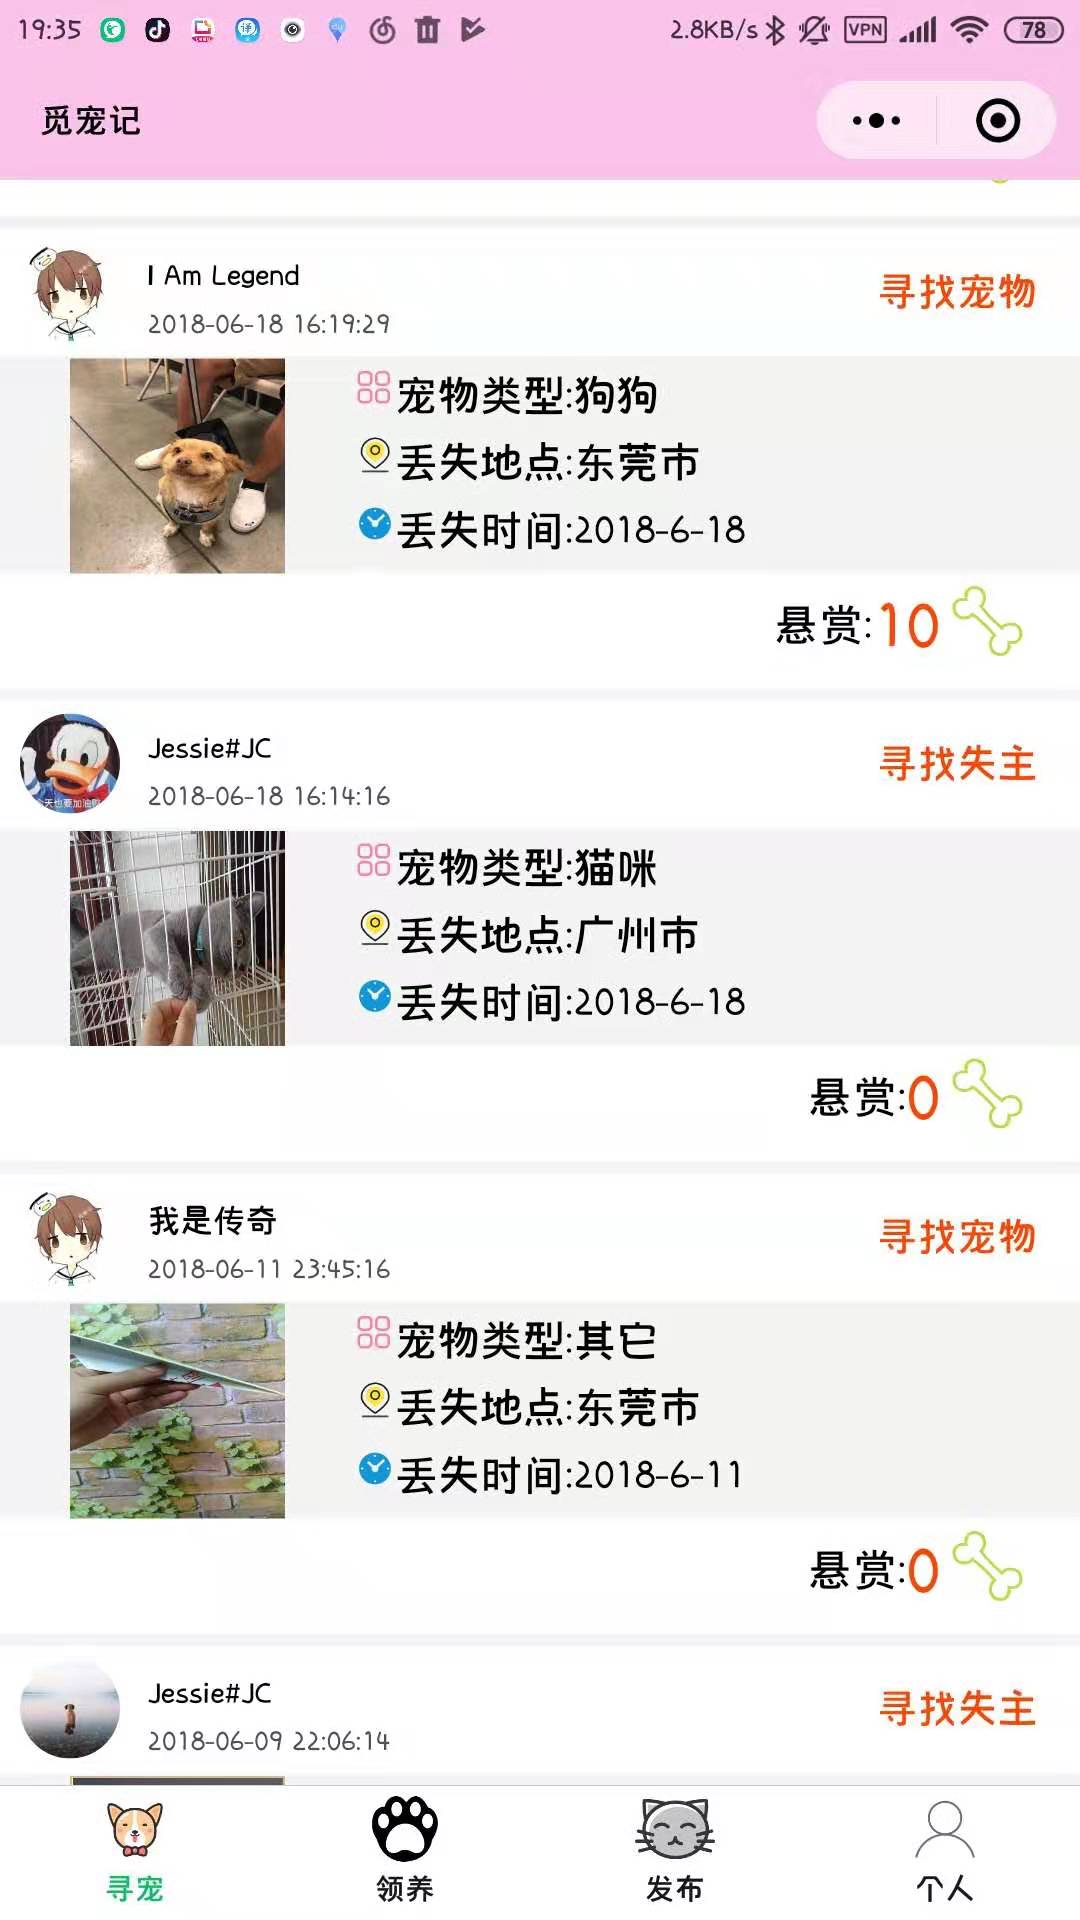 19:35
2.8KB/s
VPN
78
觅宠记
I Am Legend
2018-06-18 16:19:29
寻找宠物
宠物类型:狗狗
丢失地点:东莞市
丢失时间:2018-6-18
悬赏:10
Jessie#JC
2018-06-18 16:14:16
寻找失主
宠物类型:猫咪
丢失地点:广州市
丢失时间:2018-6-18
悬赏:0
我是传奇
2018-06-11 23:45:16
寻找宠物
宠物类型:其它
丢失地点:东莞市
丢失时间:2018-6-11
悬赏:0
Jessie#JC
2018-06-09 22:06:14
寻找失主
寻宠
领养
发布
个人